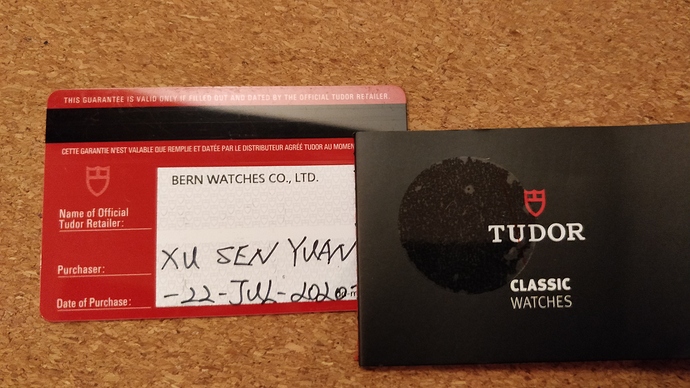 THIS GUARANTEE IS VALID ONLY IF FILLED OUT AND DATED BY THE OFFICIAL TUDOR RETAILER.
CETTE GARANTIE N'EST VALABLE QUE REMPLIE ET DATÉE PAR LE DISTRIBUTEUR AGRÉÉ TUDOR AU
BERN WATCHES CO., LTD.
Name of Official
Tudor Retailer:
Purchaser:
XU SEN YUAN
Date of Purchase:
-22-JUL-2020
TUDOR
CLASSIC
WATCHES